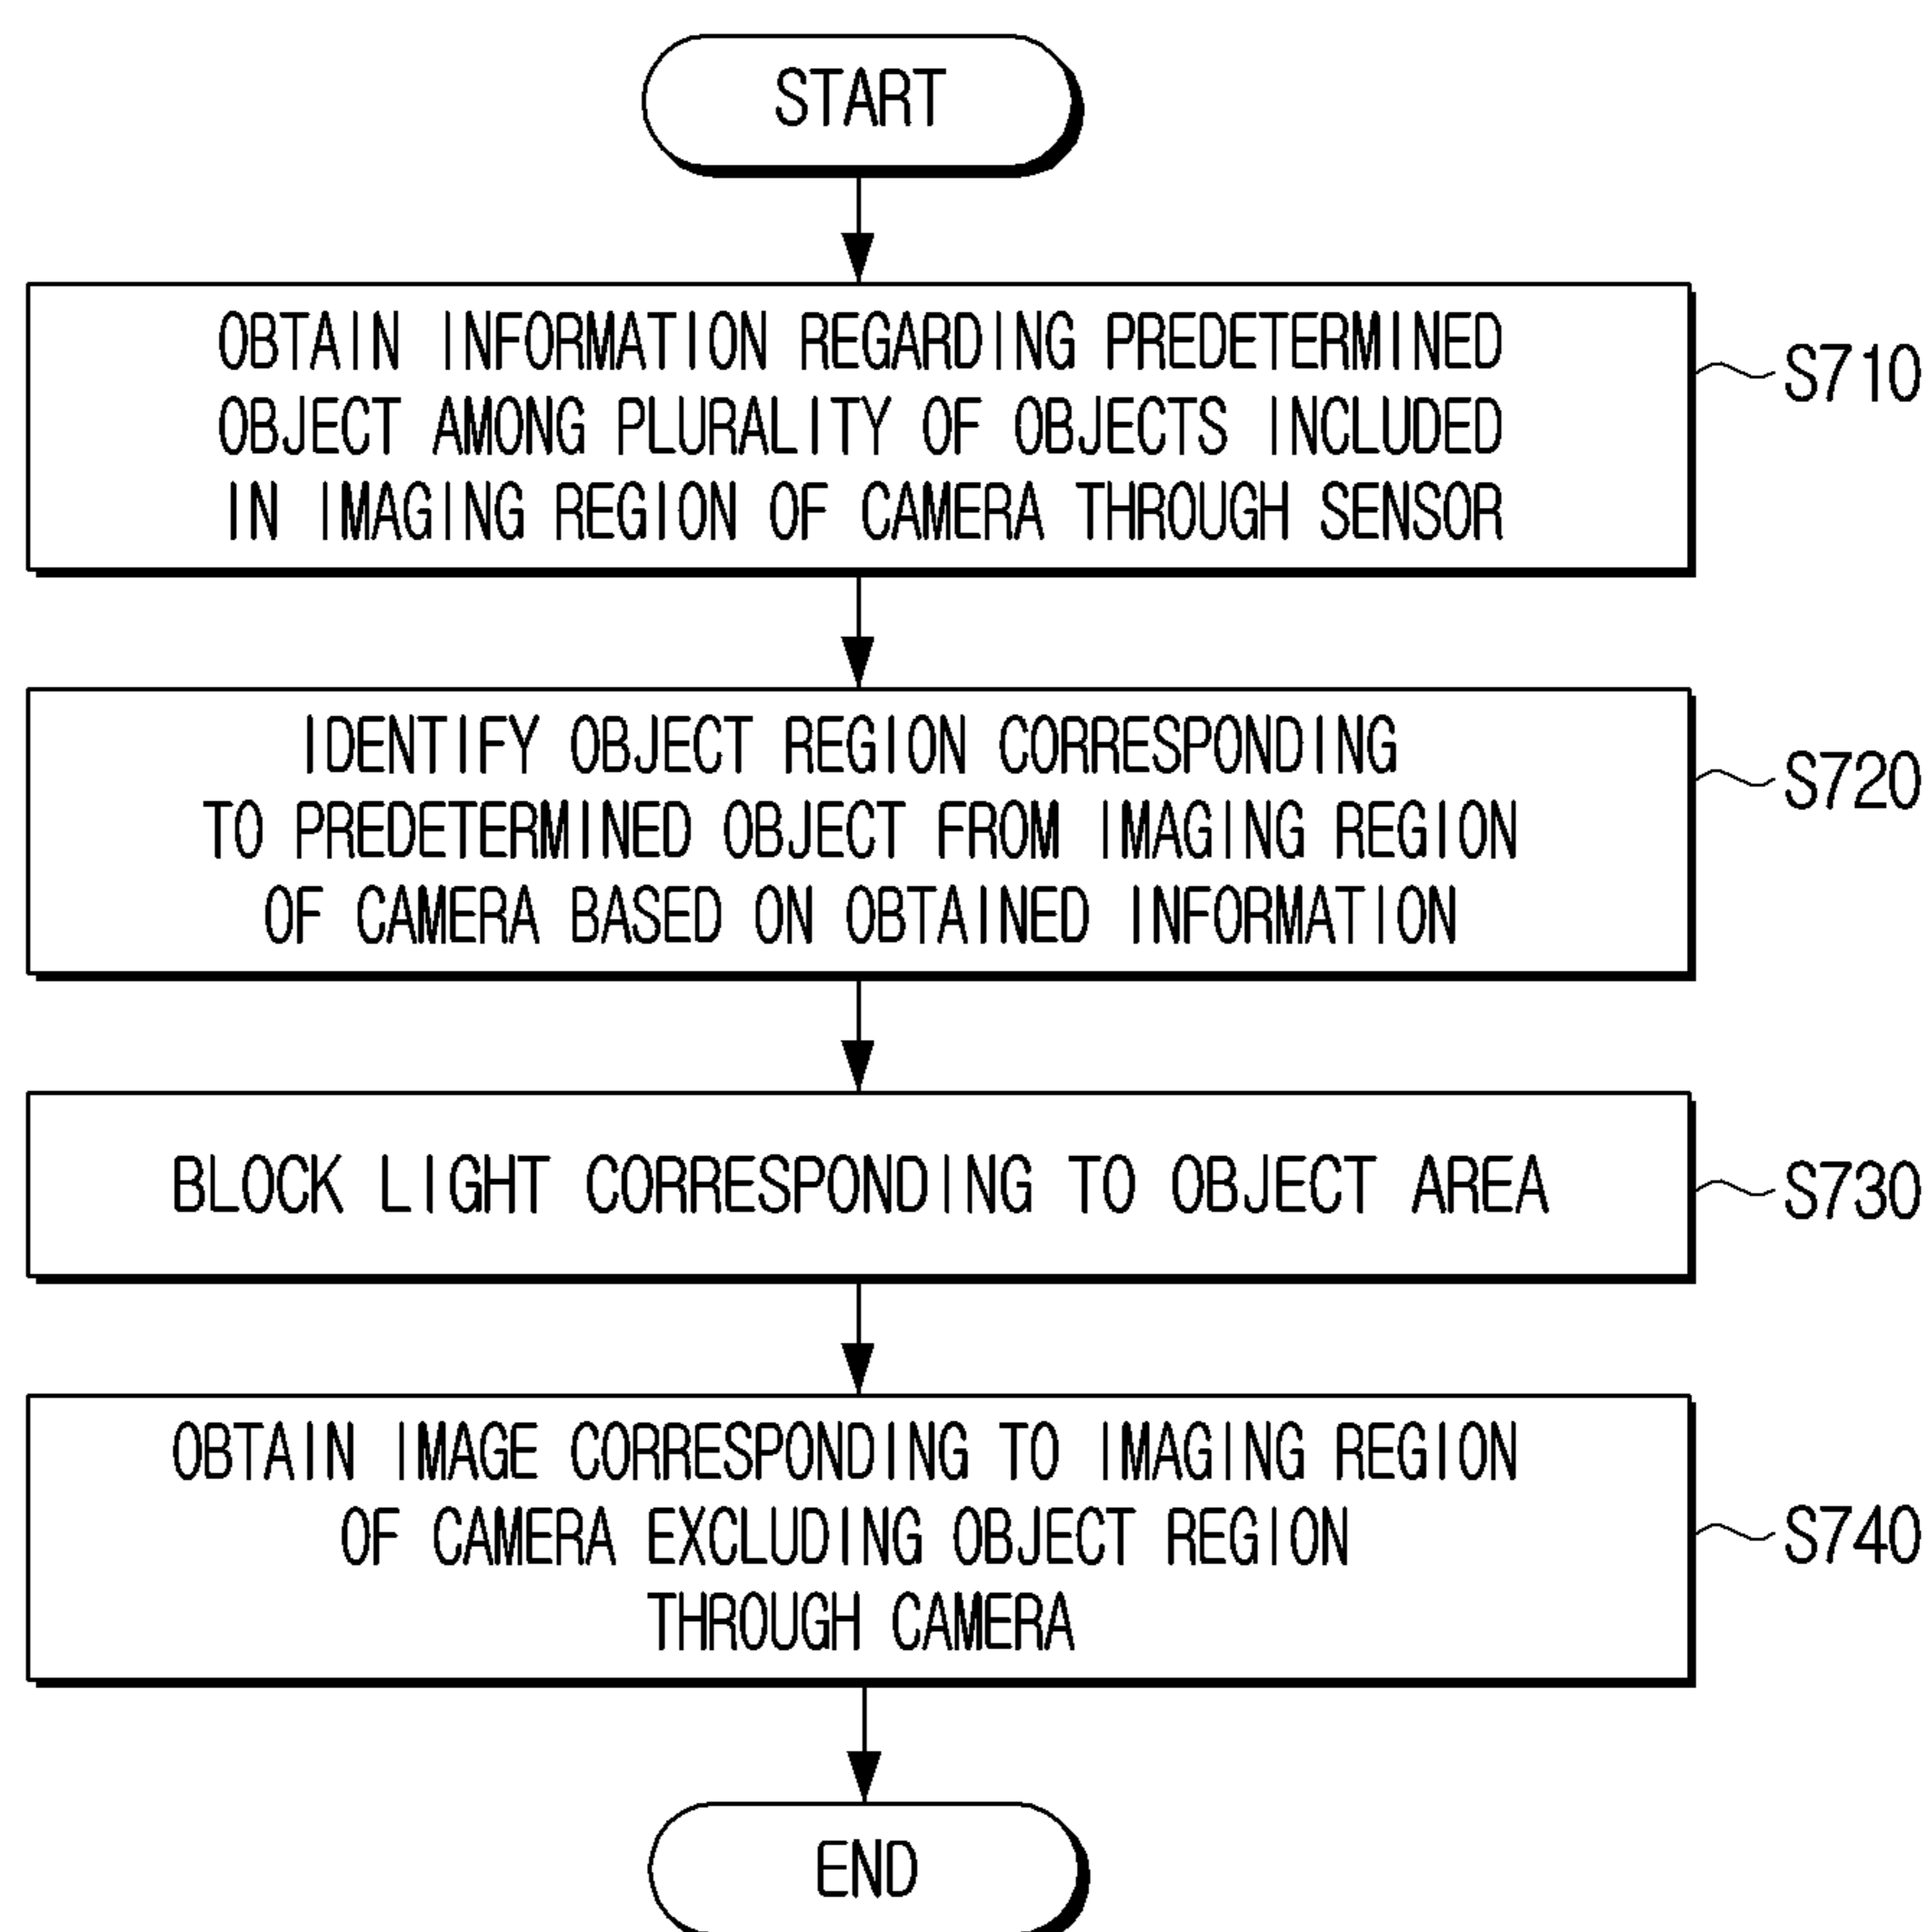 START
OBTAIN INFORMATION REGARDING PREDETERMINED
OBJECT AMONG PLURALITY OF OBJECTS INCLUDED
IN IMAGING REGION OF CAMERA THROUGH SENSOR
S710
IDENTIFY OBJECT REGION CORRESPONDING
TO PREDETERMINED OBJECT FROM IMAGING REGION
OF CAMERA BASED ON OBTAINED INFORMATION
S720
BLOCK LIGHT CORRESPONDING TO OBJECT AREA
S730
OBTAIN IMAGE CORRESPONDING TO IMAGING REGION
OF CAMERA EXCLUDING OBJECT REGION
THROUGH CAMERA
S740
END